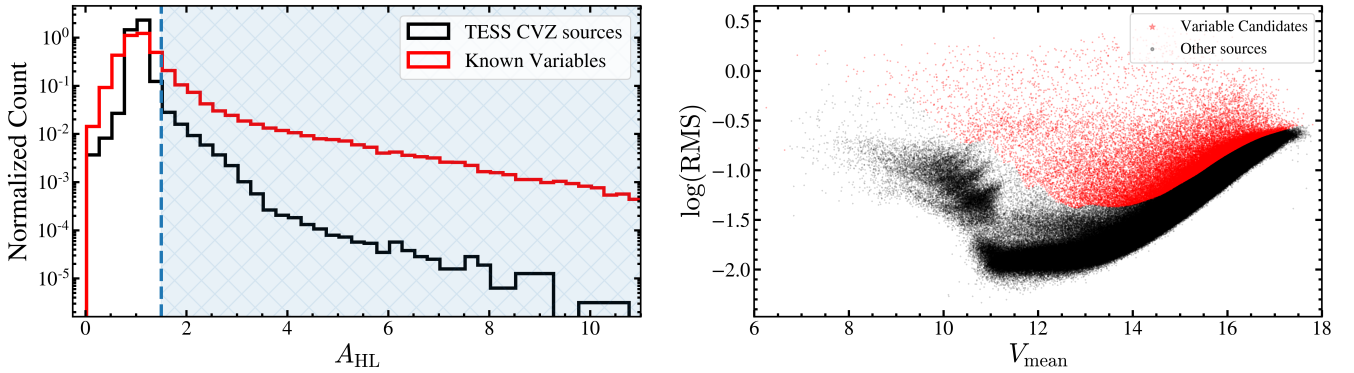 TESS CVZ sources
Known Variables
Normalized Count
10^0
10^-1
10^-2
10^-3
10^-4
10^-5
0 2 4 6 8 10
A_HL
Variable Candidates
Other sources
log(RMS)
0.5
0.0
−0.5
−1.0
−1.5
−2.0
6 8 10 12 14 16 18
V_mean